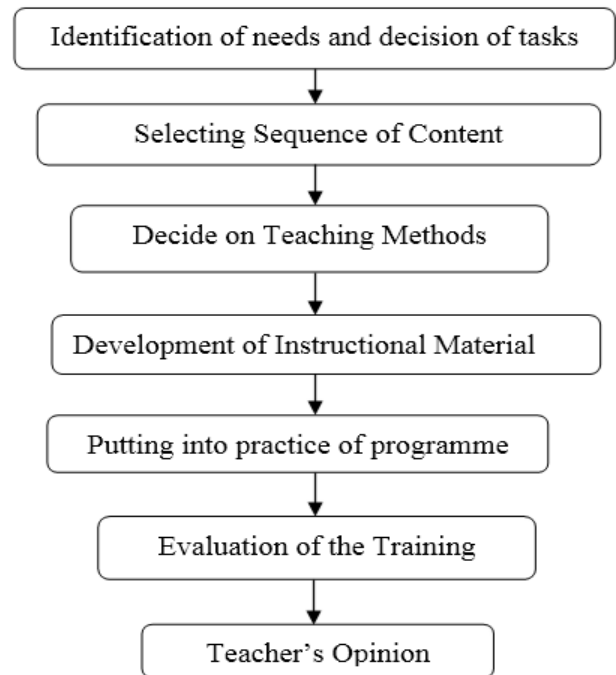 Identification of needs and decision of tasks
Selecting Sequence of Content
Decide on Teaching Methods
Development of Instructional Material
Putting into practice of programme
Evaluation of the Training
Teacher’s Opinion